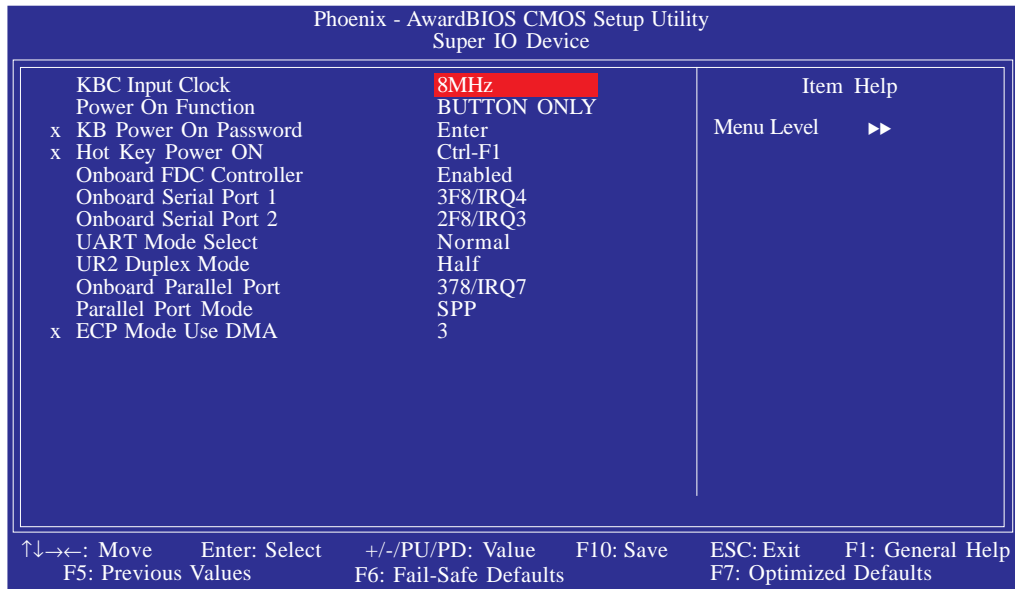 Phoenix - AwardBIOS CMOS Setup Utility
Super IO Device
KBC Input Clock 8MHz
Power On Function BUTTON ONLY
x KB Power On Password Enter
x Hot Key Power ON Ctrl-F1
Onboard FDC Controller Enabled
Onboard Serial Port 1 3F8/IRQ4
Onboard Serial Port 2 2F8/IRQ3
UART Mode Select Normal
UR2 Duplex Mode Half
Onboard Parallel Port 378/IRQ7
Parallel Port Mode SPP
x ECP Mode Use DMA 3
Item Help
Menu Level ▶▶
↑↓→←: Move Enter: Select +/-/PU/PD: Value F10: Save ESC: Exit F1: General Help
F5: Previous Values F6: Fail-Safe Defaults F7: Optimized Defaults